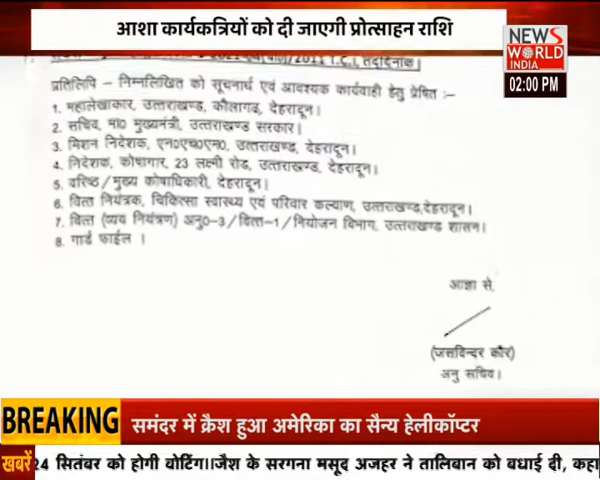 आशा कार्यकत्रियों को दी जाएगी प्रोत्साहन राशि
NEWS
WORLD
INDIA
02:00 PM
प्रतिलिपि – निम्नलिखित को सूचनार्थ एवं आवश्यक कार्यवाही हेतु प्रेषित :–
1. महालेखाकार, उत्तराखण्ड, कौलागढ़, देहरादून।
2. सचिव, मा0 मुख्यमंत्री, उत्तराखण्ड सरकार।
3. मिशन निदेशक, एन0एच0एम0, उत्तराखण्ड, देहरादून।
4. निदेशक, कोषागार, 23 लक्ष्मी रोड, उत्तराखण्ड, देहरादून।
5. वरिष्ठ/मुख्य कोषाधिकारी, देहरादून।
6. वित्त नियंत्रक, चिकित्सा स्वास्थ्य एवं परिवार कल्याण, उत्तराखण्ड,देहरादून।
7. वित्त (व्यय नियंत्रण) अनु0–3/वित्त–1/नियोजन विभाग, उत्तराखण्ड शासन।
8. गार्ड फाईल ।
आज्ञा से,
(जसविन्दर कौर)
अनु सचिव।
BREAKING
समंदर में क्रैश हुआ अमेरिका का सैन्य हेलीकॉप्टर
खबरें
24 सितंबर को होगी वोटिंग।।जैश के सरगना मसूद अजहर ने तालिबान को बधाई दी, कहा